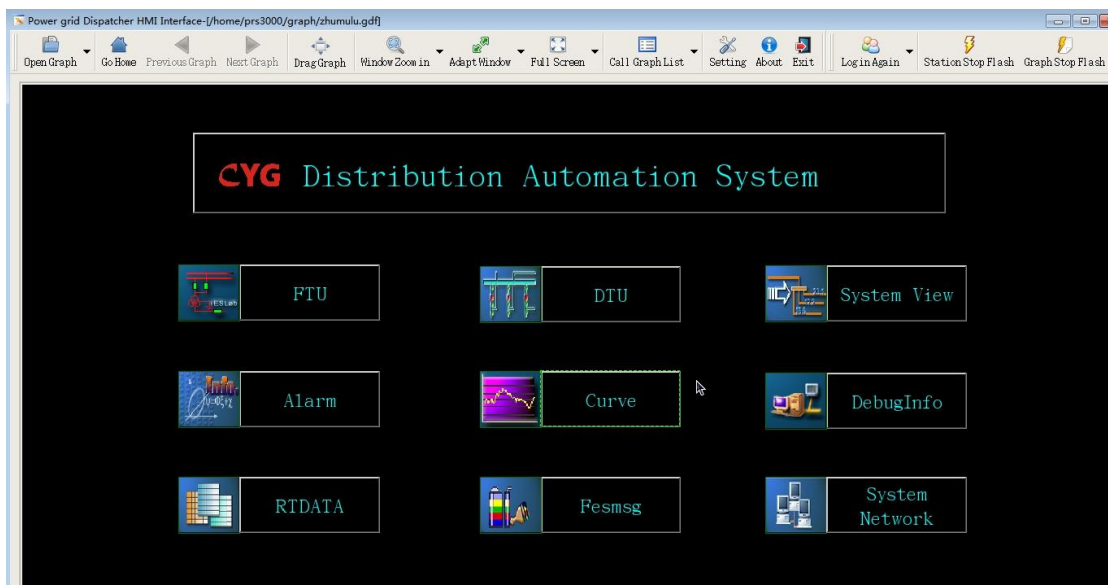 Power grid Dispatcher HMI Interface-[/home/prs3000/graph/zhumulu.gdf]
Open Graph Go Home Previous Graph Next Graph Drag Graph Window Zoom in Adapt Window Full Screen Call Graph List Setting About Exit Log in Again Station Stop Flash Graph Stop Flash
CYG Distribution Automation System
FTU DTU System View
Alarm Curve DebugInfo
RTDATA Fesmsg System
Network